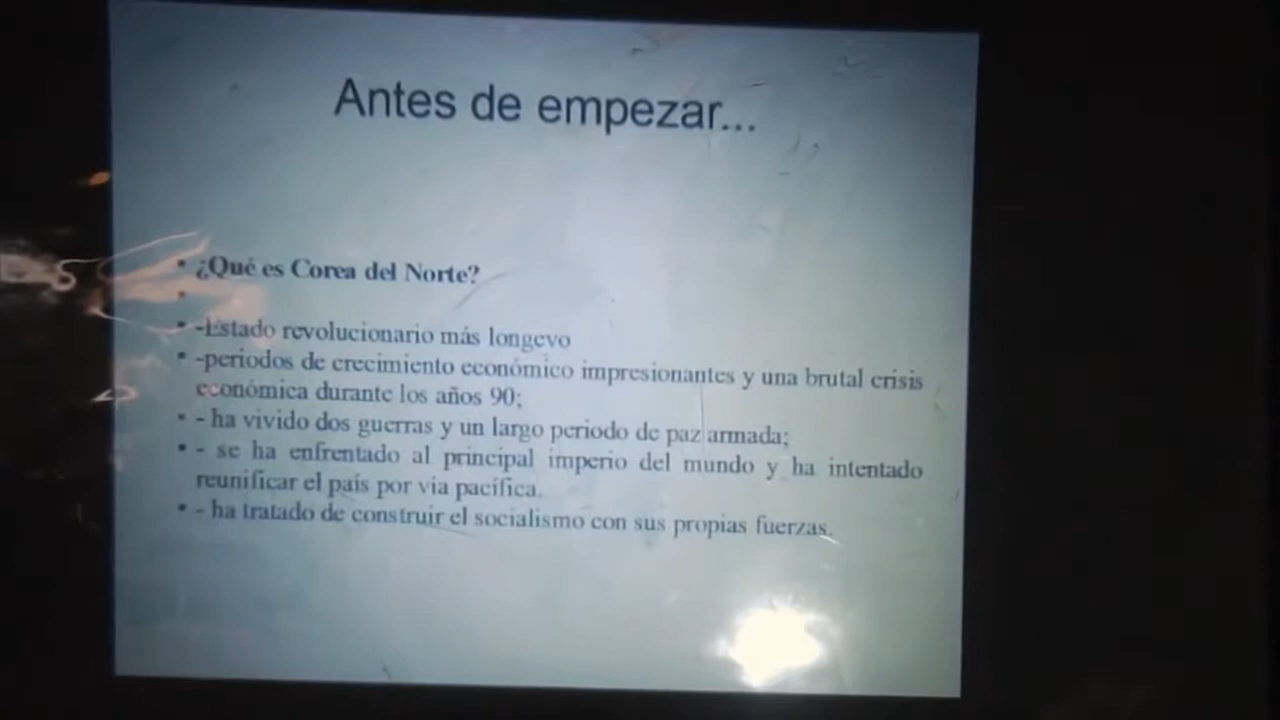 Antes de empezar...
• ¿Qué es Corea del Norte?
•
• -Estado revolucionario más longevo
• -periodos de crecimiento económico impresionantes y una brutal crisis
económica durante los años 90;
• - ha vivido dos guerras y un largo periodo de paz armada;
• - se ha enfrentado al principal imperio del mundo y ha intentado
reunificar el país por via pacífica.
• - ha tratado de construir el socialismo con sus propias fuerzas.